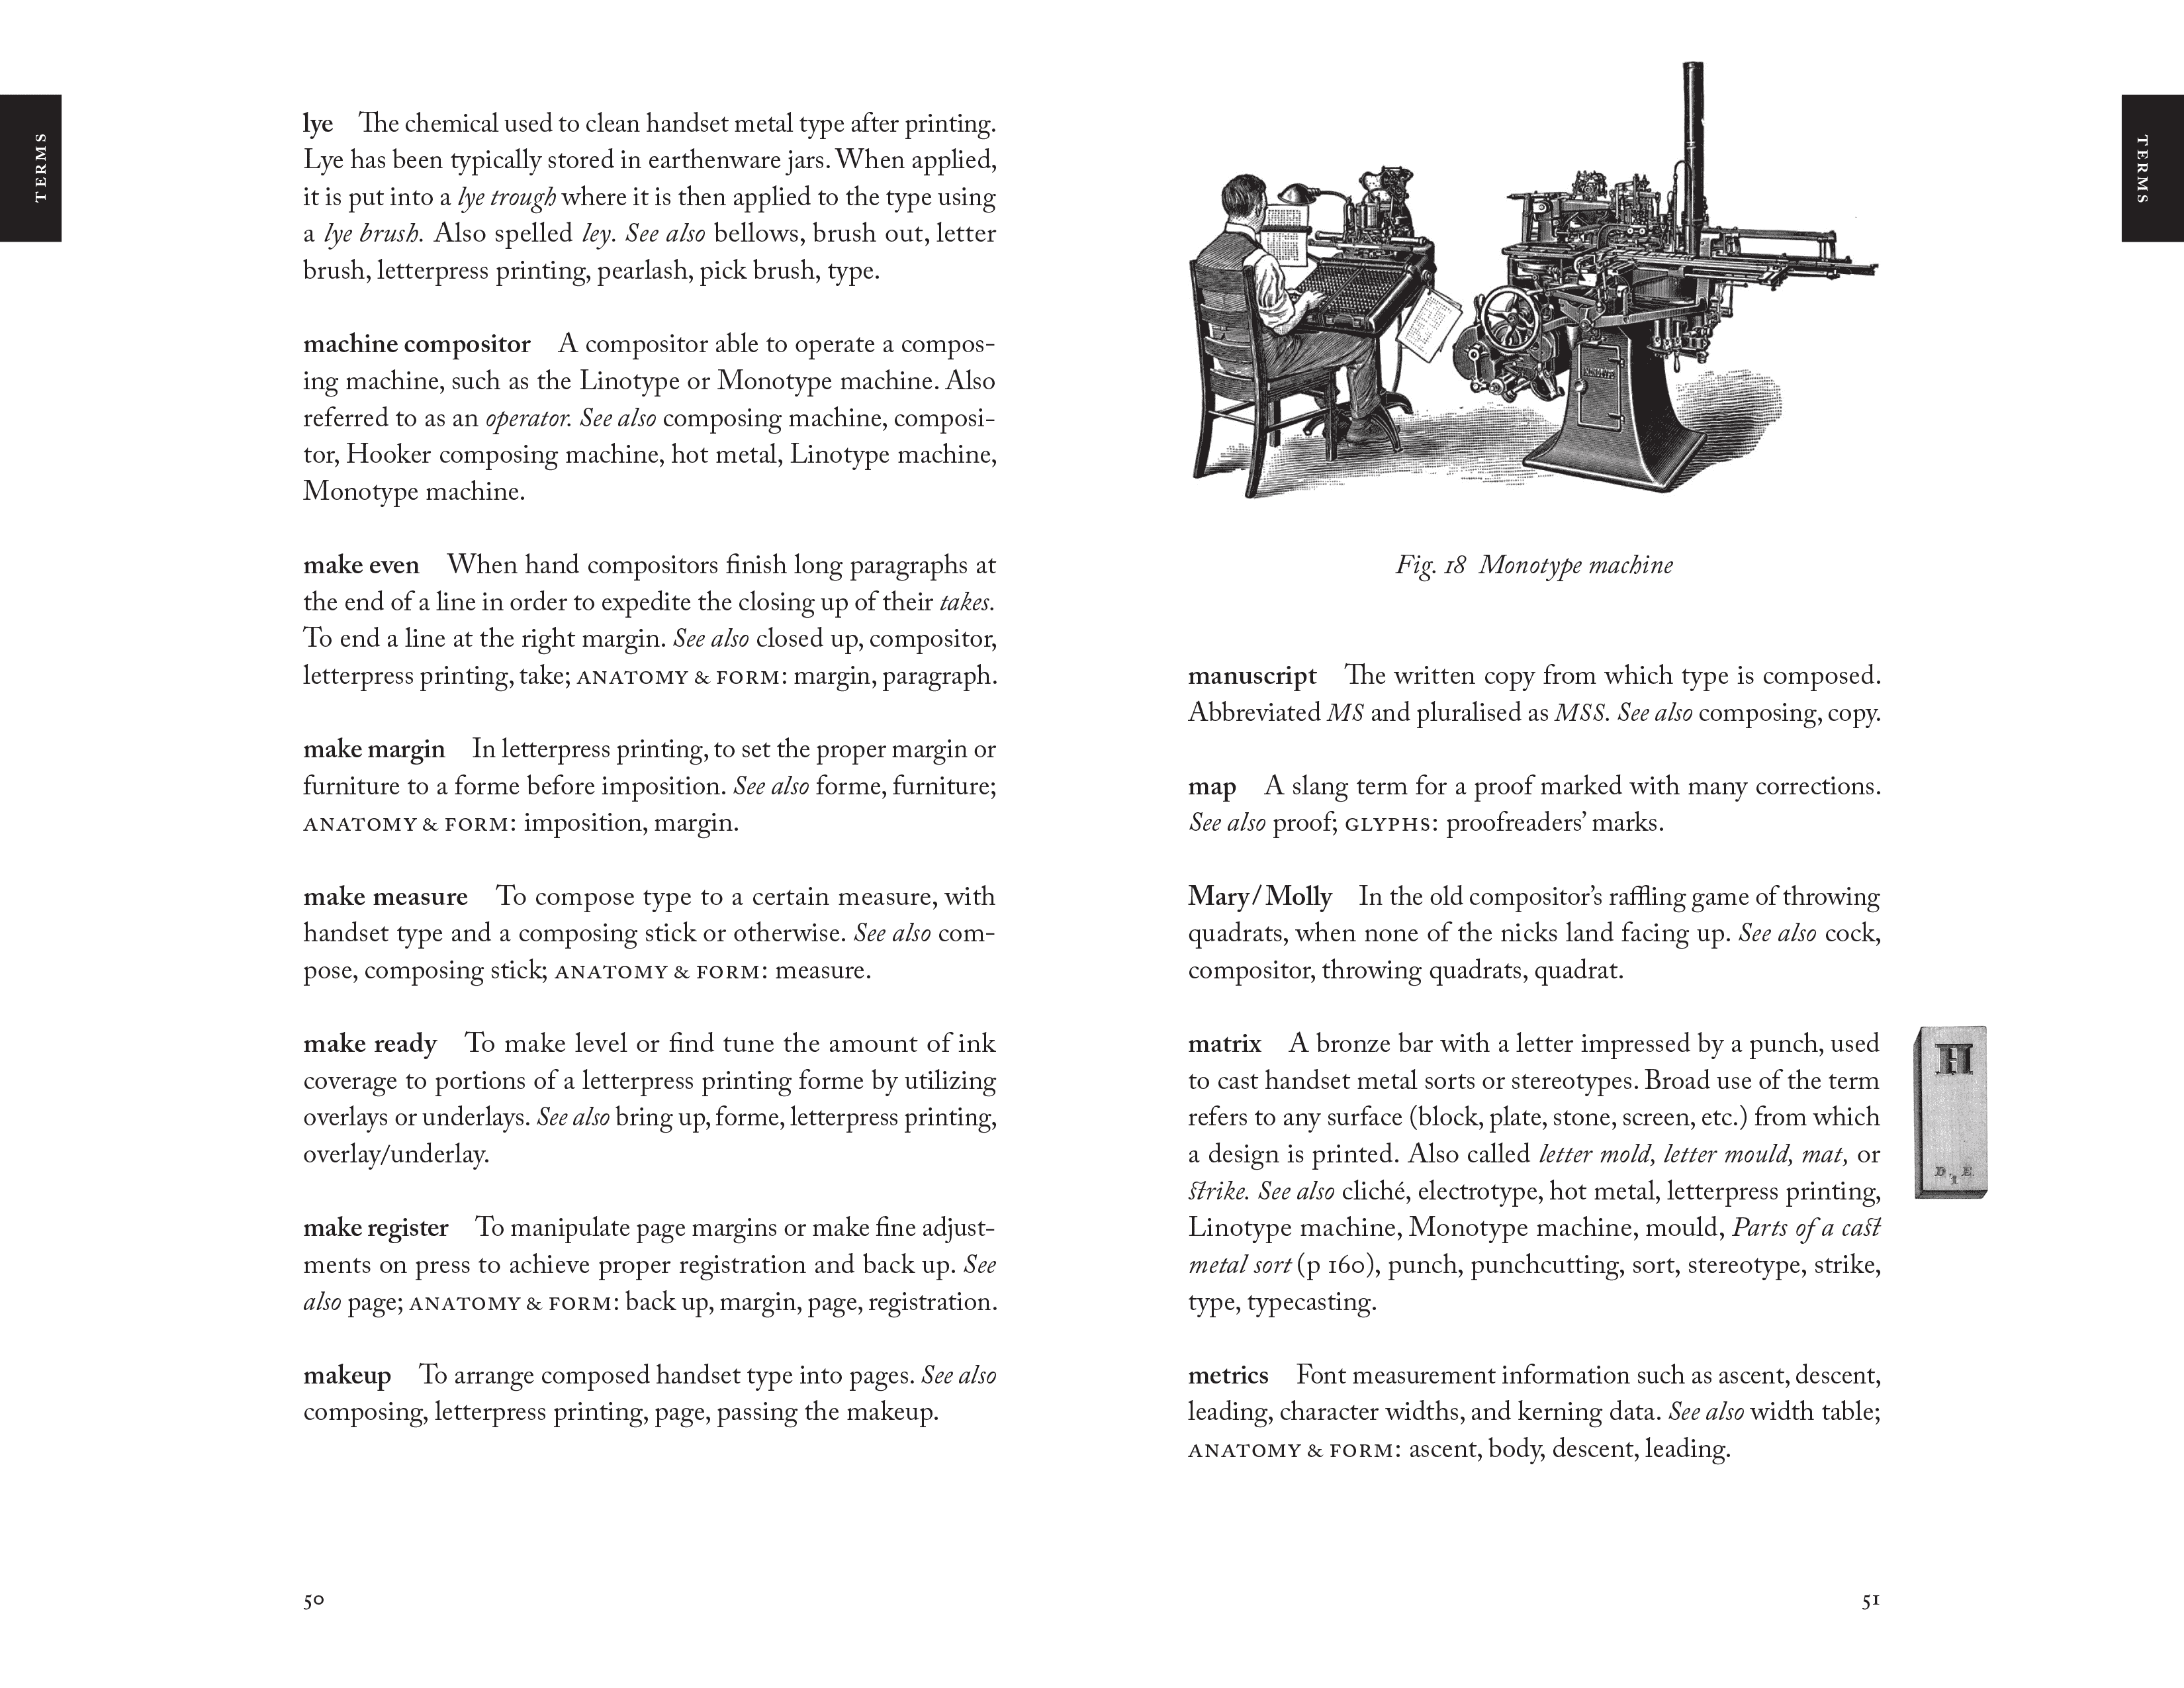 TERMS
lye The chemical used to clean handset metal type after printing.
Lye has been typically stored in earthenware jars. When applied,
it is put into a lye trough where it is then applied to the type using
a lye brush. Also spelled ley. See also bellows, brush out, letter
brush, letterpress printing, pearlash, pick brush, type.
machine compositor A compositor able to operate a compos-
ing machine, such as the Linotype or Monotype machine. Also
referred to as an operator. See also composing machine, composi-
tor, Hooker composing machine, hot metal, Linotype machine,
Monotype machine.
make even When hand compositors finish long paragraphs at
the end of a line in order to expedite the closing up of their takes.
To end a line at the right margin. See also closed up, compositor,
letterpress printing, take; ANATOMY & FORM: margin, paragraph.
make margin In letterpress printing, to set the proper margin or
furniture to a forme before imposition. See also forme, furniture;
ANATOMY & FORM: imposition, margin.
make measure To compose type to a certain measure, with
handset type and a composing stick or otherwise. See also com-
pose, composing stick; ANATOMY & FORM: measure.
make ready To make level or find tune the amount of ink
coverage to portions of a letterpress printing forme by utilizing
overlays or underlays. See also bring up, forme, letterpress printing,
overlay/underlay.
make register To manipulate page margins or make fine adjust-
ments on press to achieve proper registration and back up. See
also page; ANATOMY & FORM: back up, margin, page, registration.
makeup To arrange composed handset type into pages. See also
composing, letterpress printing, page, passing the makeup.
50
TERMS
Fig. 18 Monotype machine
manuscript The written copy from which type is composed.
Abbreviated MS and pluralised as MSS. See also composing, copy.
map A slang term for a proof marked with many corrections.
See also proof; GLYPHS: proofreaders’ marks.
Mary/Molly In the old compositor’s raffling game of throwing
quadrats, when none of the nicks land facing up. See also cock,
compositor, throwing quadrats, quadrat.
matrix A bronze bar with a letter impressed by a punch, used
to cast handset metal sorts or stereotypes. Broad use of the term
refers to any surface (block, plate, stone, screen, etc.) from which
a design is printed. Also called letter mold, letter mould, mat, or
strike. See also cliché, electrotype, hot metal, letterpress printing,
Linotype machine, Monotype machine, mould, Parts of a cast
metal sort (p 160), punch, punchcutting, sort, stereotype, strike,
type, typecasting.
H
metrics Font measurement information such as ascent, descent,
leading, character widths, and kerning data. See also width table;
ANATOMY & FORM: ascent, body, descent, leading.
51